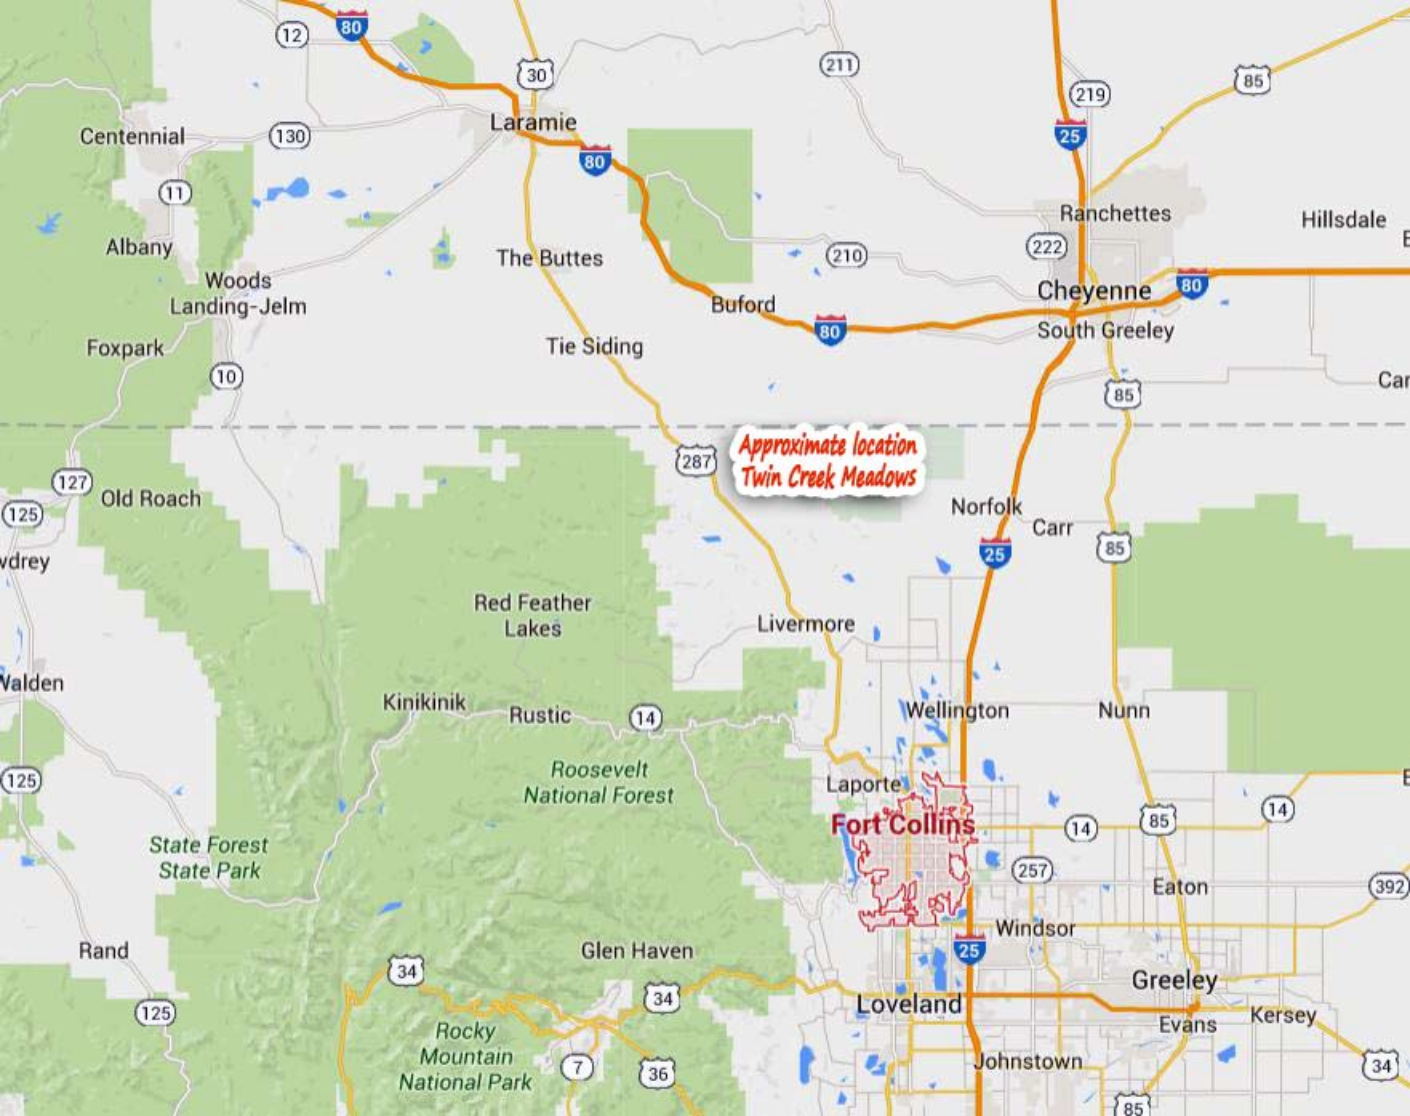 80
12
30
211
85
219
25
Centennial
130
Laramie
80
11
Ranchettes
Hillsdale
Albany
222
The Buttes
210
Woods
Landing-Jelm
Cheyenne
80
Buford
80
South Greeley
Foxpark
Tie Siding
10
Car
85
Approximate location
Twin Creek Meadows
287
127
Old Roach
125
Norfolk
Carr
25
85
wdrey
Red Feather
Lakes
Livermore
Walden
Kinikinik
Rustic
14
Wellington
Nunn
125
Roosevelt
National Forest
Laporte
Fort Collins
14
85
14
State Forest
State Park
257
Eaton
392
Windsor
Rand
Glen Haven
25
34
34
Greeley
Loveland
125
Evans
Kersey
Rocky
Mountain
National Park
7
36
Johnstown
34
85